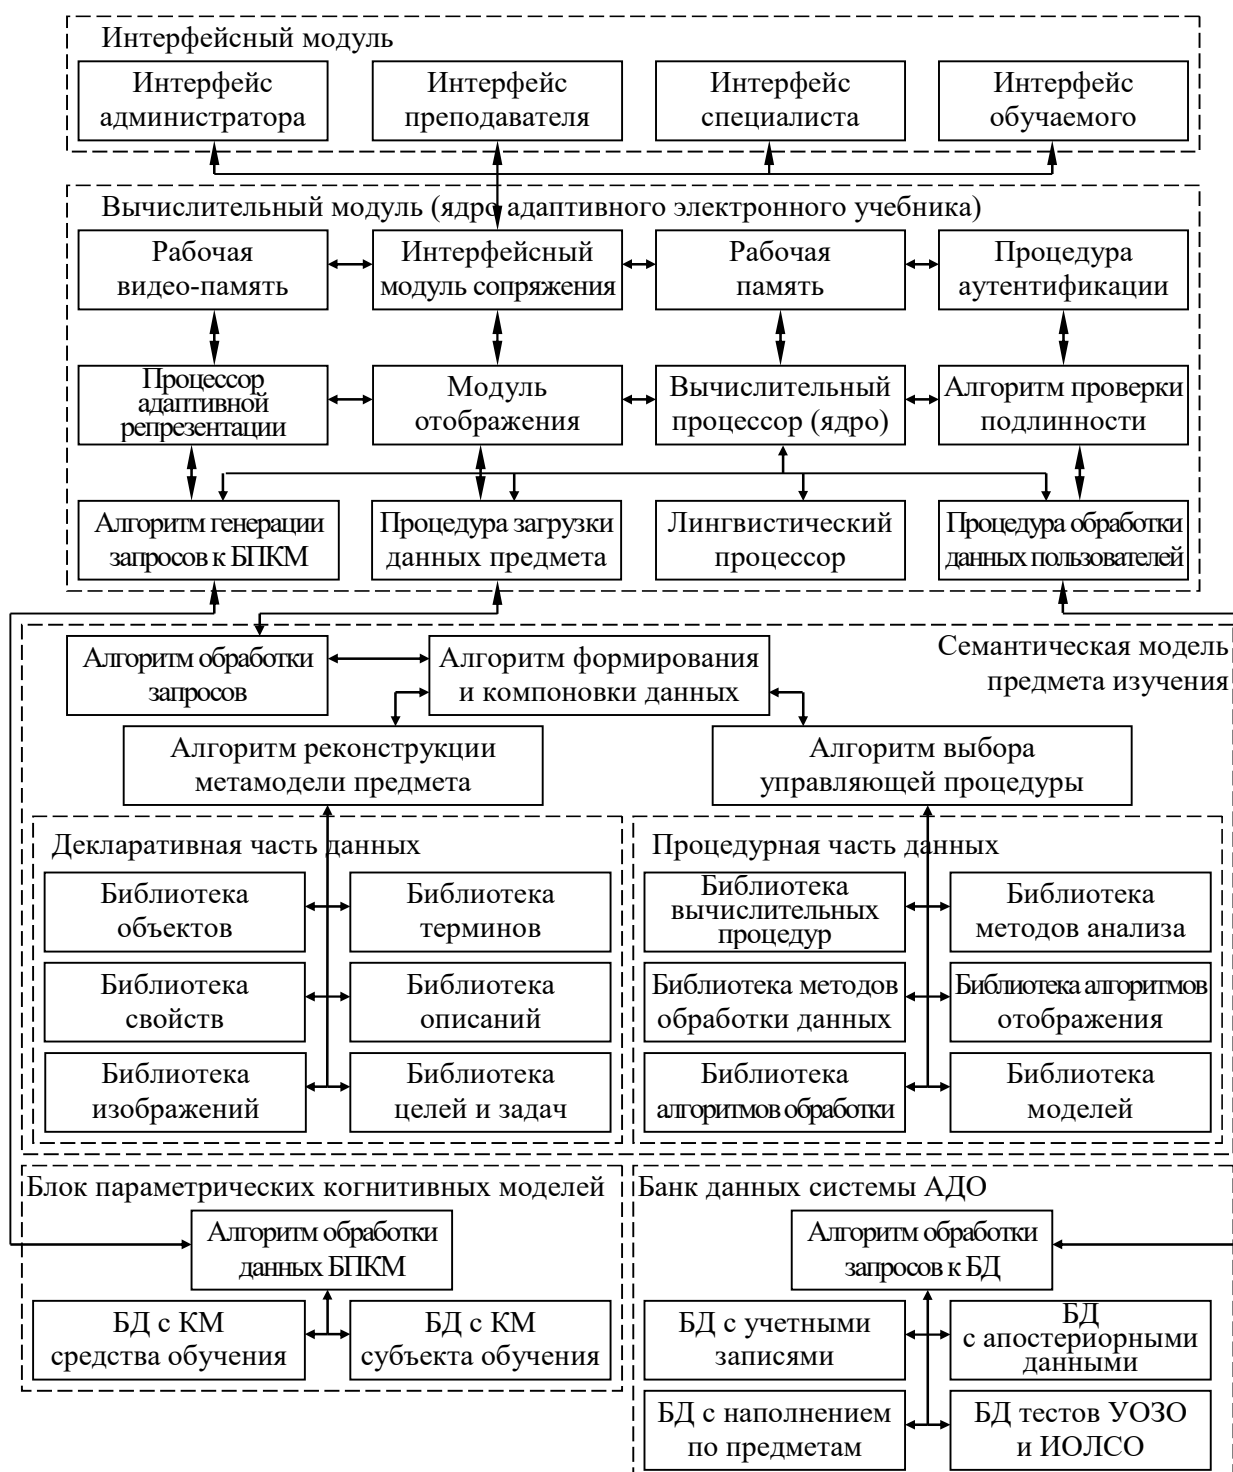 Интерфейсный модуль
Интерфейс
администратора
Интерфейс
преподавателя
Интерфейс
специалиста
Интерфейс
обучаемого
Вычислительный модуль (ядро адаптивного электронного учебника)
Рабочая
видео-память
Интерфейсный
модуль сопряжения
Рабочая
память
Процедура
аутентификации
Процессор
адаптивной
репрезентации
Модуль
отображения
Вычислительный
процессор (ядро)
Алгоритм проверки
подлинности
Алгоритм генерации
запросов к БПКМ
Процедура загрузки
данных предмета
Лингвистический
процессор
Процедура обработки
данных пользователей
Семантическая модель
предмета изучения
Алгоритм обработки
запросов
Алгоритм формирования
и компоновки данных
Алгоритм реконструкции
метамодели предмета
Алгоритм выбора
управляющей процедуры
Декларативная часть данных
Библиотека
объектов
Библиотека
терминов
Библиотека
свойств
Библиотека
описаний
Библиотека
изображений
Библиотека
целей и задач
Процедурная часть данных
Библиотека
вычислительных
процедур
Библиотека
методов анализа
Библиотека методов
обработки данных
Библиотека алгоритмов
отображения
Библиотека
алгоритмов обработки
Библиотека
моделей
Блок параметрических когнитивных моделей
Алгоритм обработки
данных БПКМ
БД с КМ
средства обучения
БД с КМ
субъекта обучения
Банк данных системы АДО
Алгоритм обработки
запросов к БД
БД с учетными
записями
БД
с апостериорными
данными
БД с наполнением
по предметам
БД тестов УОЗО
и ИОЛСО